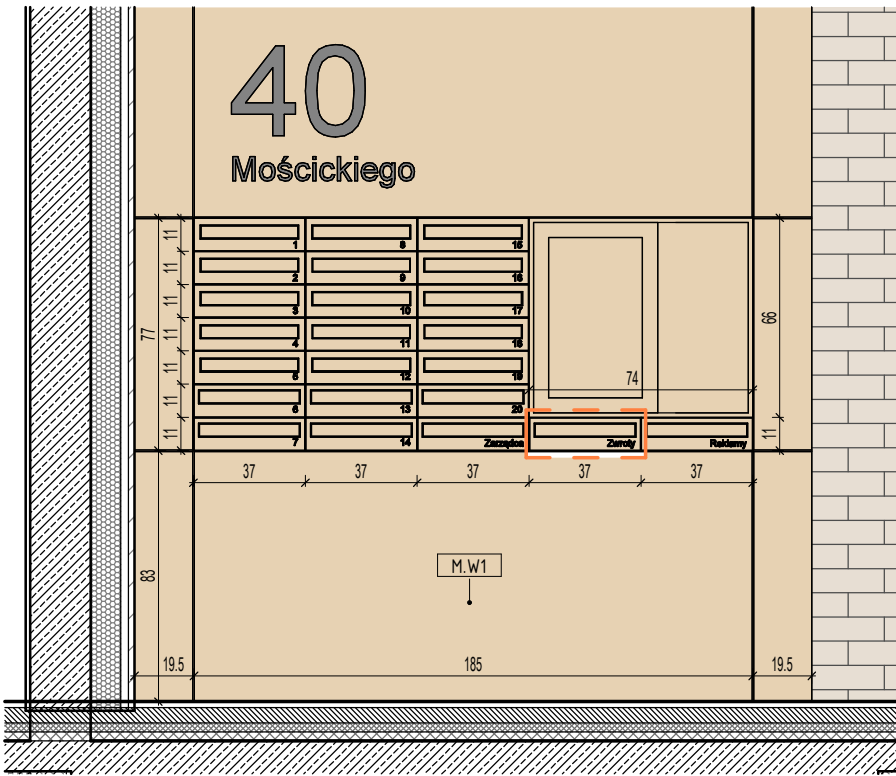 40
Mościckiego
11 1 8 15
11 2 9 16
11 3 10 17
77 11 4 11 18 66
11 5 12 19 74
11 6 13 20
11 7 14 Zarządca Zwroty Reklamy 11
37 37 37 37 37
83 M.W1
19.5 185 19.5